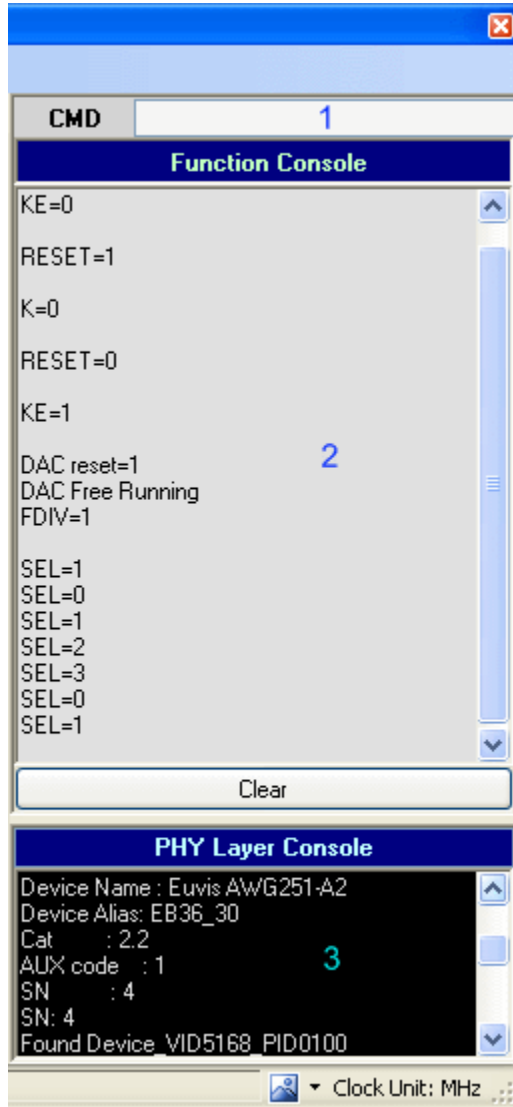 CMD 1
Function Console
KE=0
RESET=1
K=0
RESET=0
KE=1
2
DAC reset=1
DAC Free Running
FDIV=1
SEL=1
SEL=0
SEL=1
SEL=2
SEL=3
SEL=0
SEL=1
Clear
PHY Layer Console
Device Name : Euvis AWG251-A2
Device Alias: EB36_30
Cat : 2.2
AUX code : 1
3
SN : 4
SN: 4
Found Device_VID5168_PID0100
Clock Unit: MHz